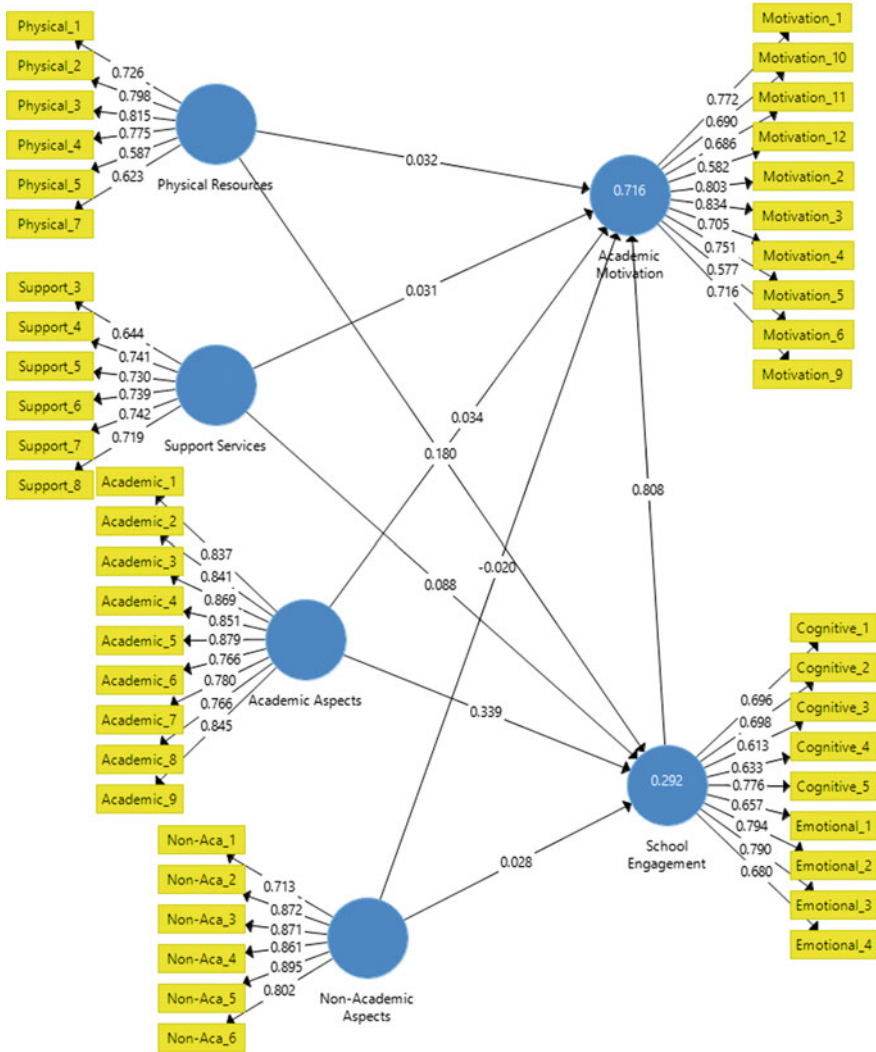 Physical_1
Physical_2
Physical_3
Physical_4
Physical_5
Physical_7
0.726
0.798
0.815
0.775
0.587
0.623
Physical Resources
Support_3
Support_4
Support_5
Support_6
Support_7
Support_8
0.644
0.741
0.730
0.739
0.742
0.719
Support Services
Academic_1
Academic_2
Academic_3
Academic_4
Academic_5
Academic_6
Academic_7
Academic_8
Academic_9
0.837
0.841
0.869
0.851
0.879
0.766
0.780
0.766
0.845
Academic Aspects
Non-Aca_1
Non-Aca_2
Non-Aca_3
Non-Aca_4
Non-Aca_5
Non-Aca_6
0.713
0.872
0.871
0.861
0.895
0.802
Non-Academic
Aspects
0.032
0.031
0.034
0.180
-0.020
0.088
0.339
0.028
0.808
0.716
Academic
Motivation
0.772
0.690
0.686
0.582
0.803
0.834
0.705
0.751
0.577
0.716
Motivation_1
Motivation_10
Motivation_11
Motivation_12
Motivation_2
Motivation_3
Motivation_4
Motivation_5
Motivation_6
Motivation_9
0.292
School
Engagement
0.696
0.698
0.613
0.633
0.776
0.657
0.794
0.790
0.680
Cognitive_1
Cognitive_2
Cognitive_3
Cognitive_4
Cognitive_5
Emotional_1
Emotional_2
Emotional_3
Emotional_4